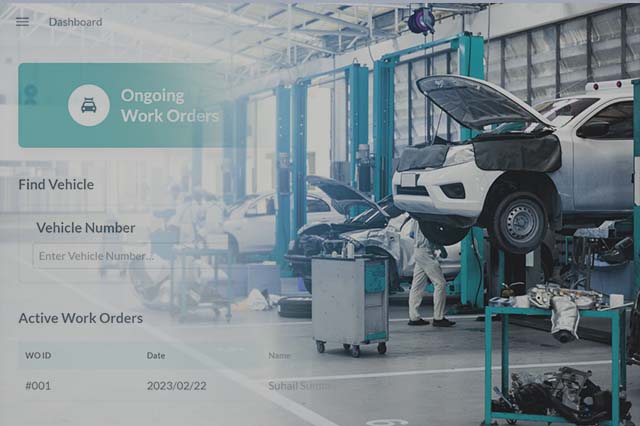 Dashboard
Ongoing
Work Orders
Find Vehicle
Vehicle Number
Enter Vehicle Number...
Active Work Orders
WO ID Date Name
#001 2023/02/22 Suhail